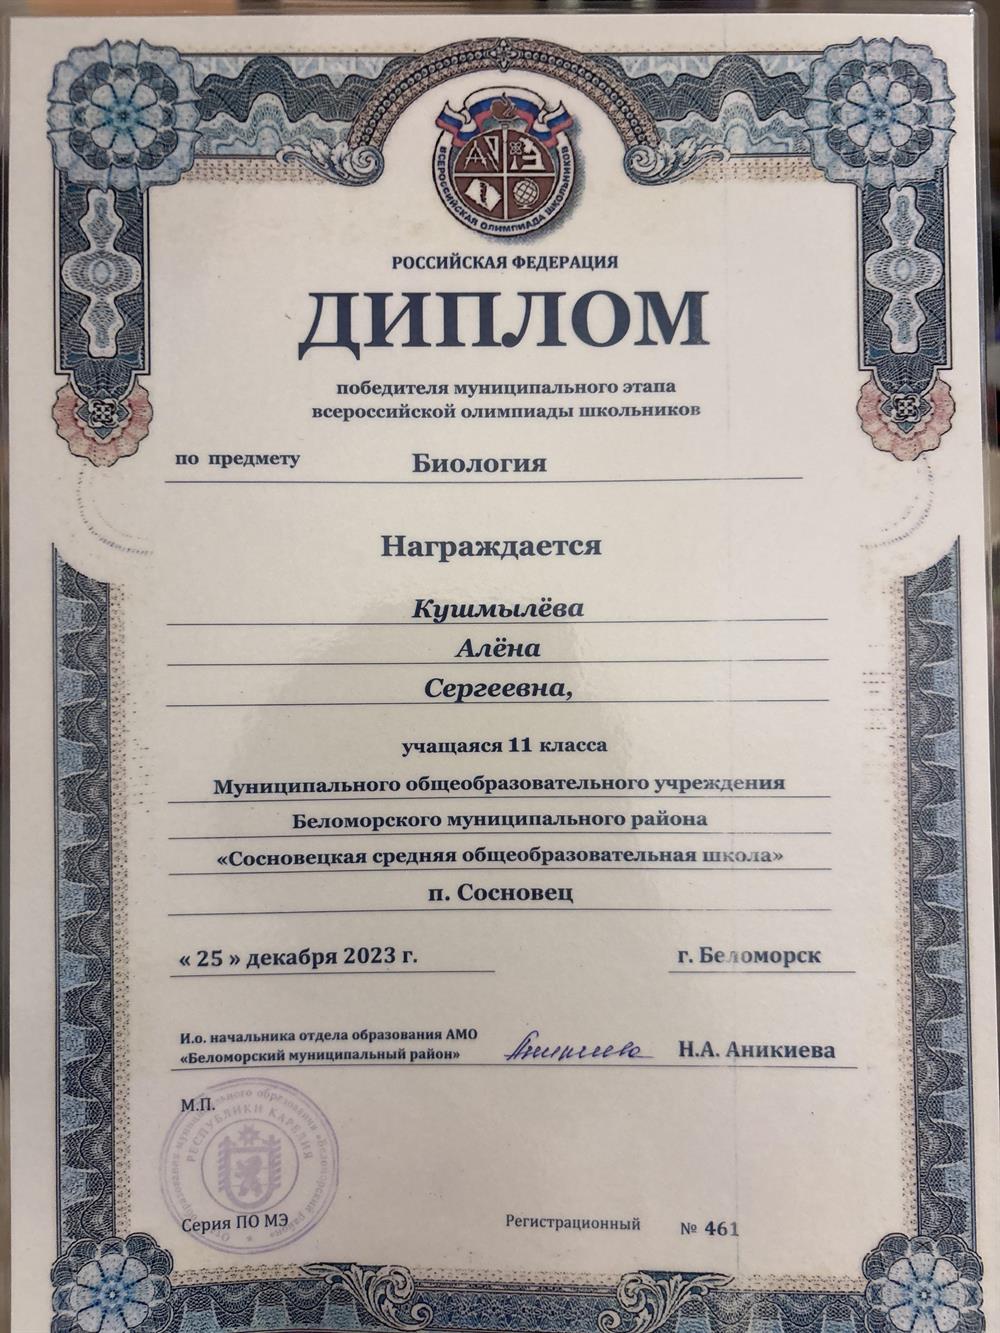 ВСЕРОССИЙСКАЯ ОЛИМПИАДА ШКОЛЬНИКОВ
РОССИЙСКАЯ ФЕДЕРАЦИЯ
ДИПЛОМ
победителя муниципального этапа
всероссийской олимпиады школьников
по предмету Биология
Награждается
Кушмылёва
Алёна
Сергеевна,
учащаяся 11 класса
Муниципального общеобразовательного учреждения
Беломорского муниципального района
«Сосновецкая средняя общеобразовательная школа»
п. Сосновец
« 25 » декабря 2023 г. г. Беломорск
И.о. начальника отдела образования АМО
«Беломорский муниципальный район» Н.А. Аникиева
М.П.
РЕСПУБЛИКИ КАРЕЛИЯ
Серия ПО МЭ Регистрационный № 461